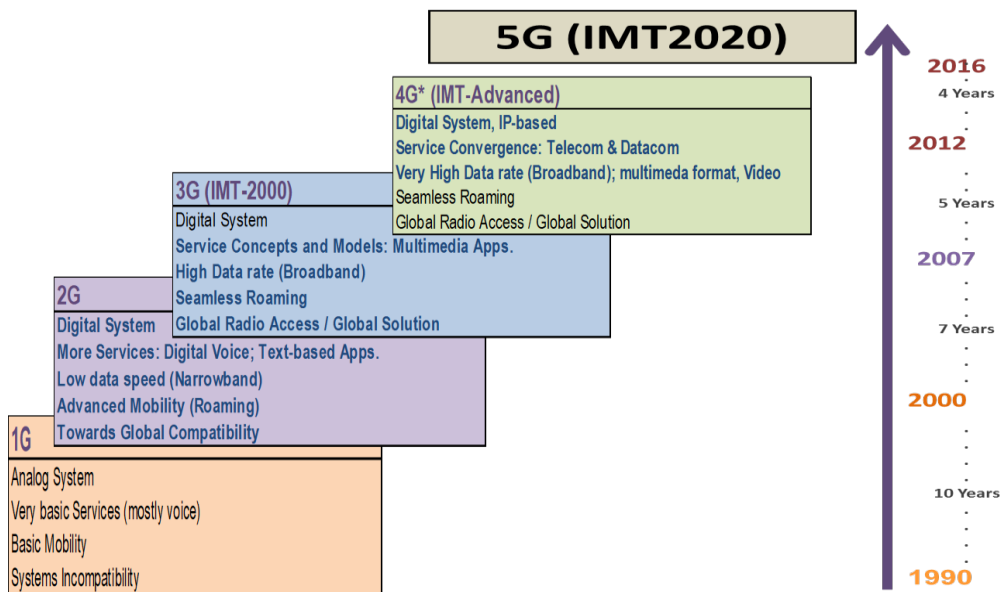 5G (IMT2020)
4G* (IMT-Advanced)
Digital System, IP-based
Service Convergence: Telecom & Datacom
Very High Data rate (Broadband); multimeda format, Video
Seamless Roaming
Global Radio Access / Global Solution
3G (IMT-2000)
Digital System
Service Concepts and Models: Multimedia Apps.
High Data rate (Broadband)
Seamless Roaming
Global Radio Access / Global Solution
2G
Digital System
More Services: Digital Voice; Text-based Apps.
Low data speed (Narrowband)
Advanced Mobility (Roaming)
Towards Global Compatibility
1G
Analog System
Very basic Services (mostly voice)
Basic Mobility
Systems Incompatibility
2016
4 Years
2012
5 Years
2007
7 Years
2000
10 Years
1990